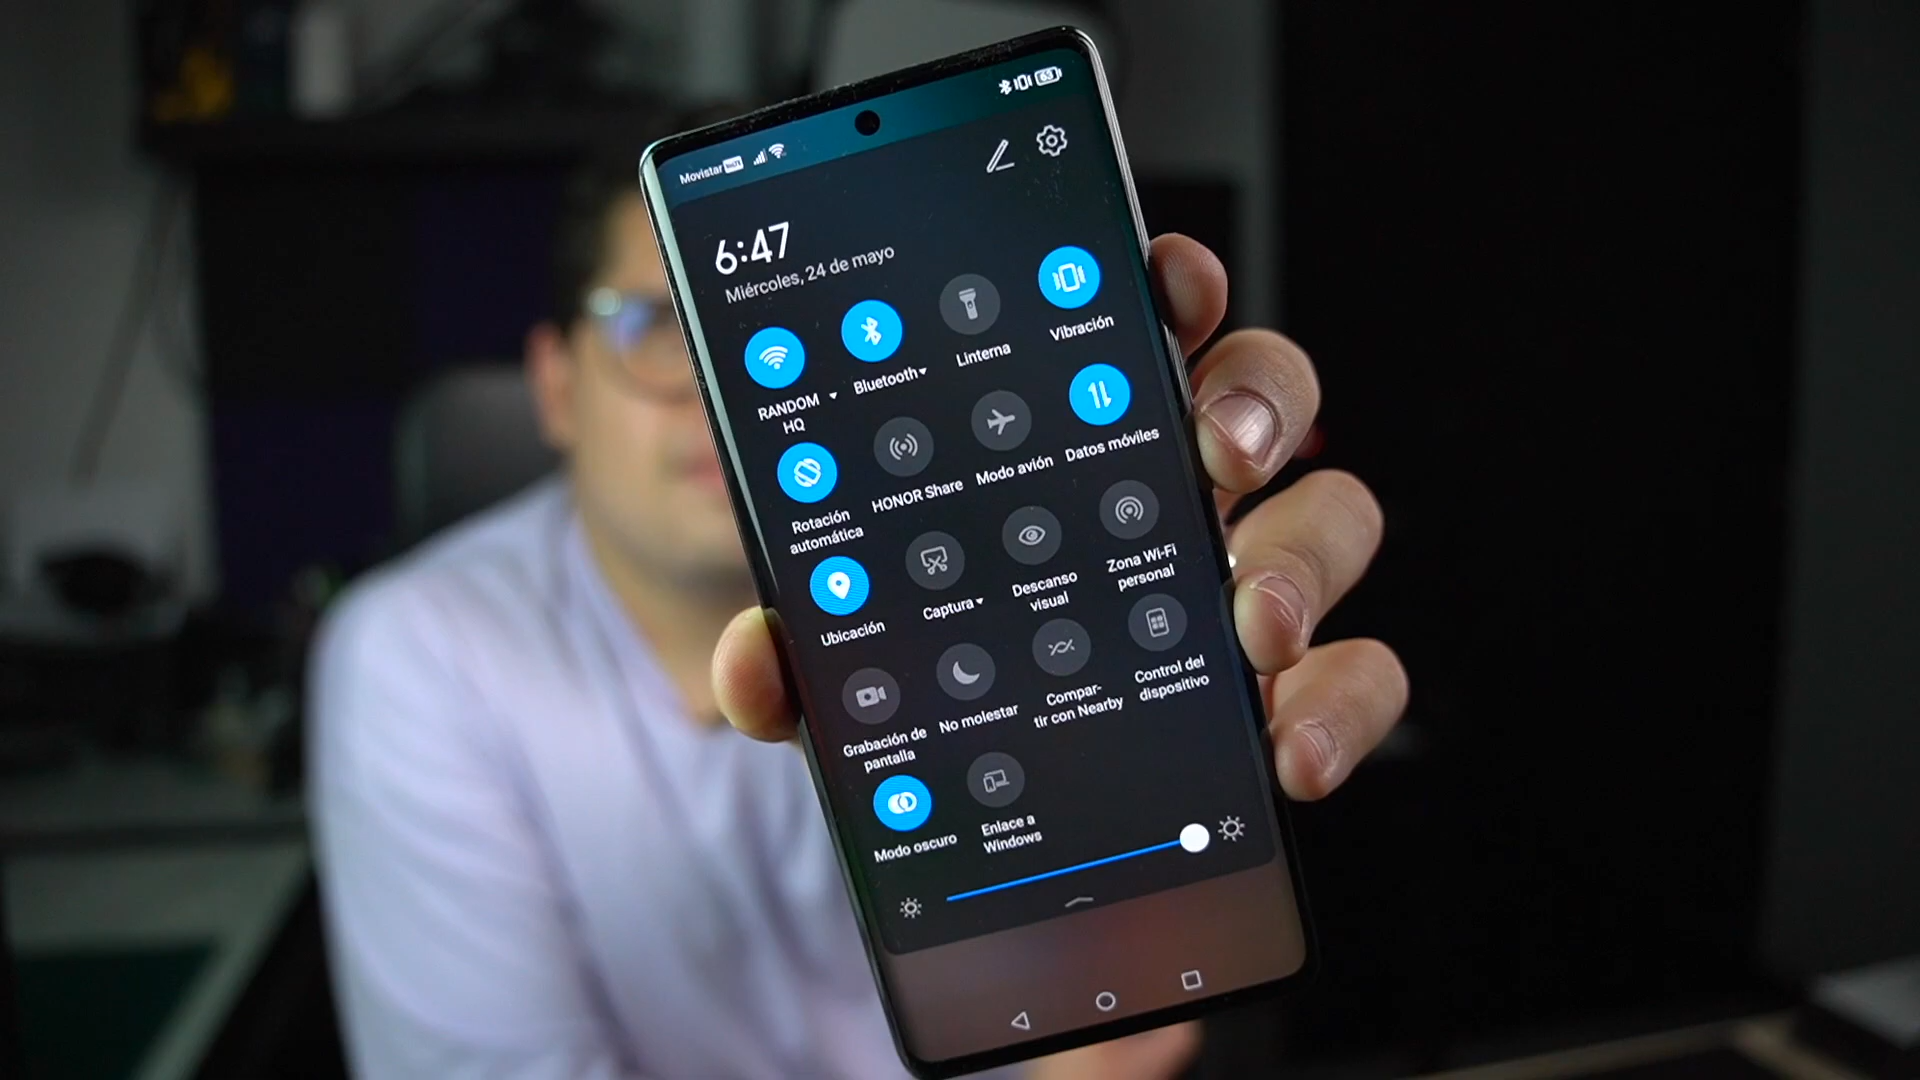 Movistar VoLTE
63
6:47
Miércoles, 24 de mayo
RANDOM
HQ
Bluetooth
Linterna
Vibración
Rotación
automática
HONOR Share
Modo avión
Datos móviles
Ubicación
Captura
Descanso
visual
Zona Wi-Fi
personal
Grabación de
pantalla
No molestar
Compar-
tir con Nearby
Control del
dispositivo
Modo oscuro
Enlace a
Windows